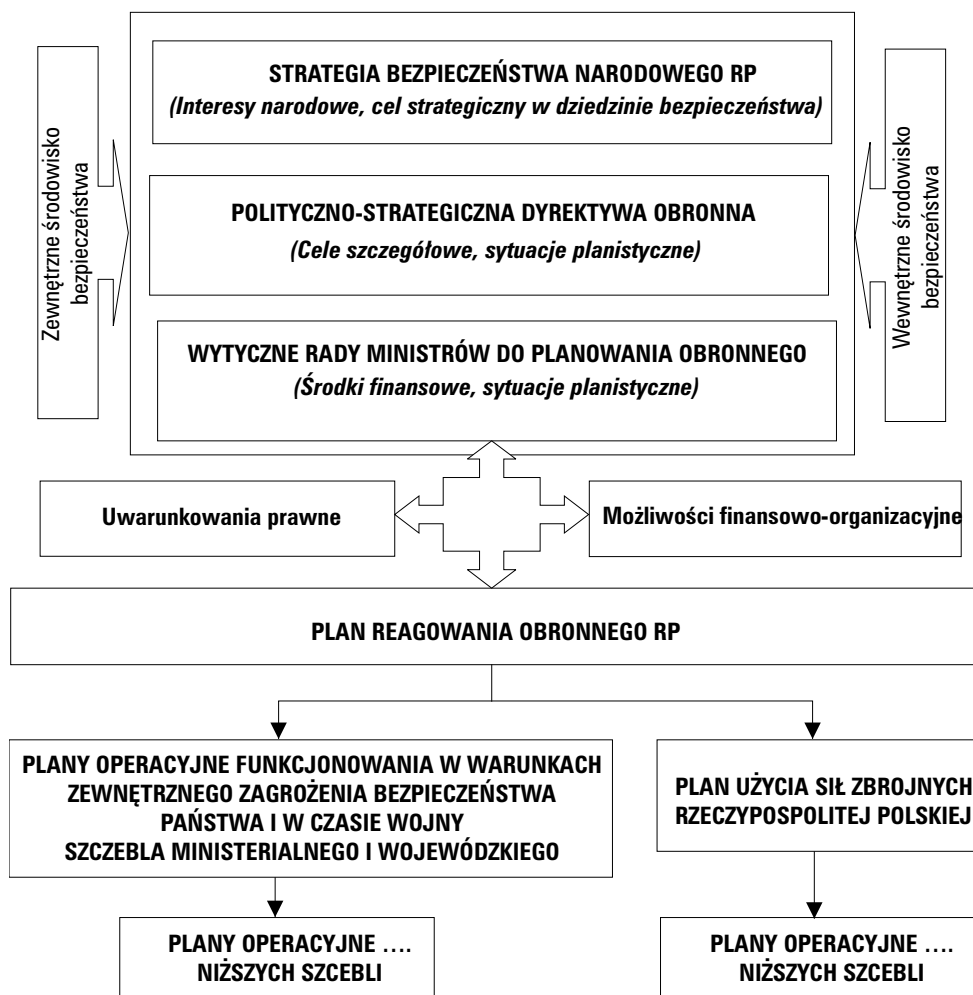 STRATEGIA BEZPIECZEŃSTWA NARODOWEGO RP
(Interesy narodowe, cel strategiczny w dziedzinie bezpieczeństwa)
Zewnętrzne środowisko
bezpieczeństwa
POLITYCZNO-STRATEGICZNA DYREKTYWA OBRONNA
(Cele szczegółowe, sytuacje planistyczne)
Wewnętrzne środowisko
bezpieczeństwa
WYTYCZNE RADY MINISTRÓW DO PLANOWANIA OBRONNEGO
(Środki finansowe, sytuacje planistyczne)
Uwarunkowania prawne
Możliwości finansowo-organizacyjne
PLAN REAGOWANIA OBRONNEGO RP
PLANY OPERACYJNE FUNKCJONOWANIA W WARUNKACH
ZEWNĘTRZNEGO ZAGROŻENIA BEZPIECZEŃSTWA
PAŃSTWA I W CZASIE WOJNY
SZCZEBLA MINISTERIALNEGO I WOJEWÓDZKIEGO
PLAN UŻYCIA SIŁ ZBROJNYCH
RZECZYPOSPOLITEJ POLSKIEJ
PLANY OPERACYJNE ….
NIŻSZYCH SZCEBLI
PLANY OPERACYJNE ….
NIŻSZYCH SZCEBLI